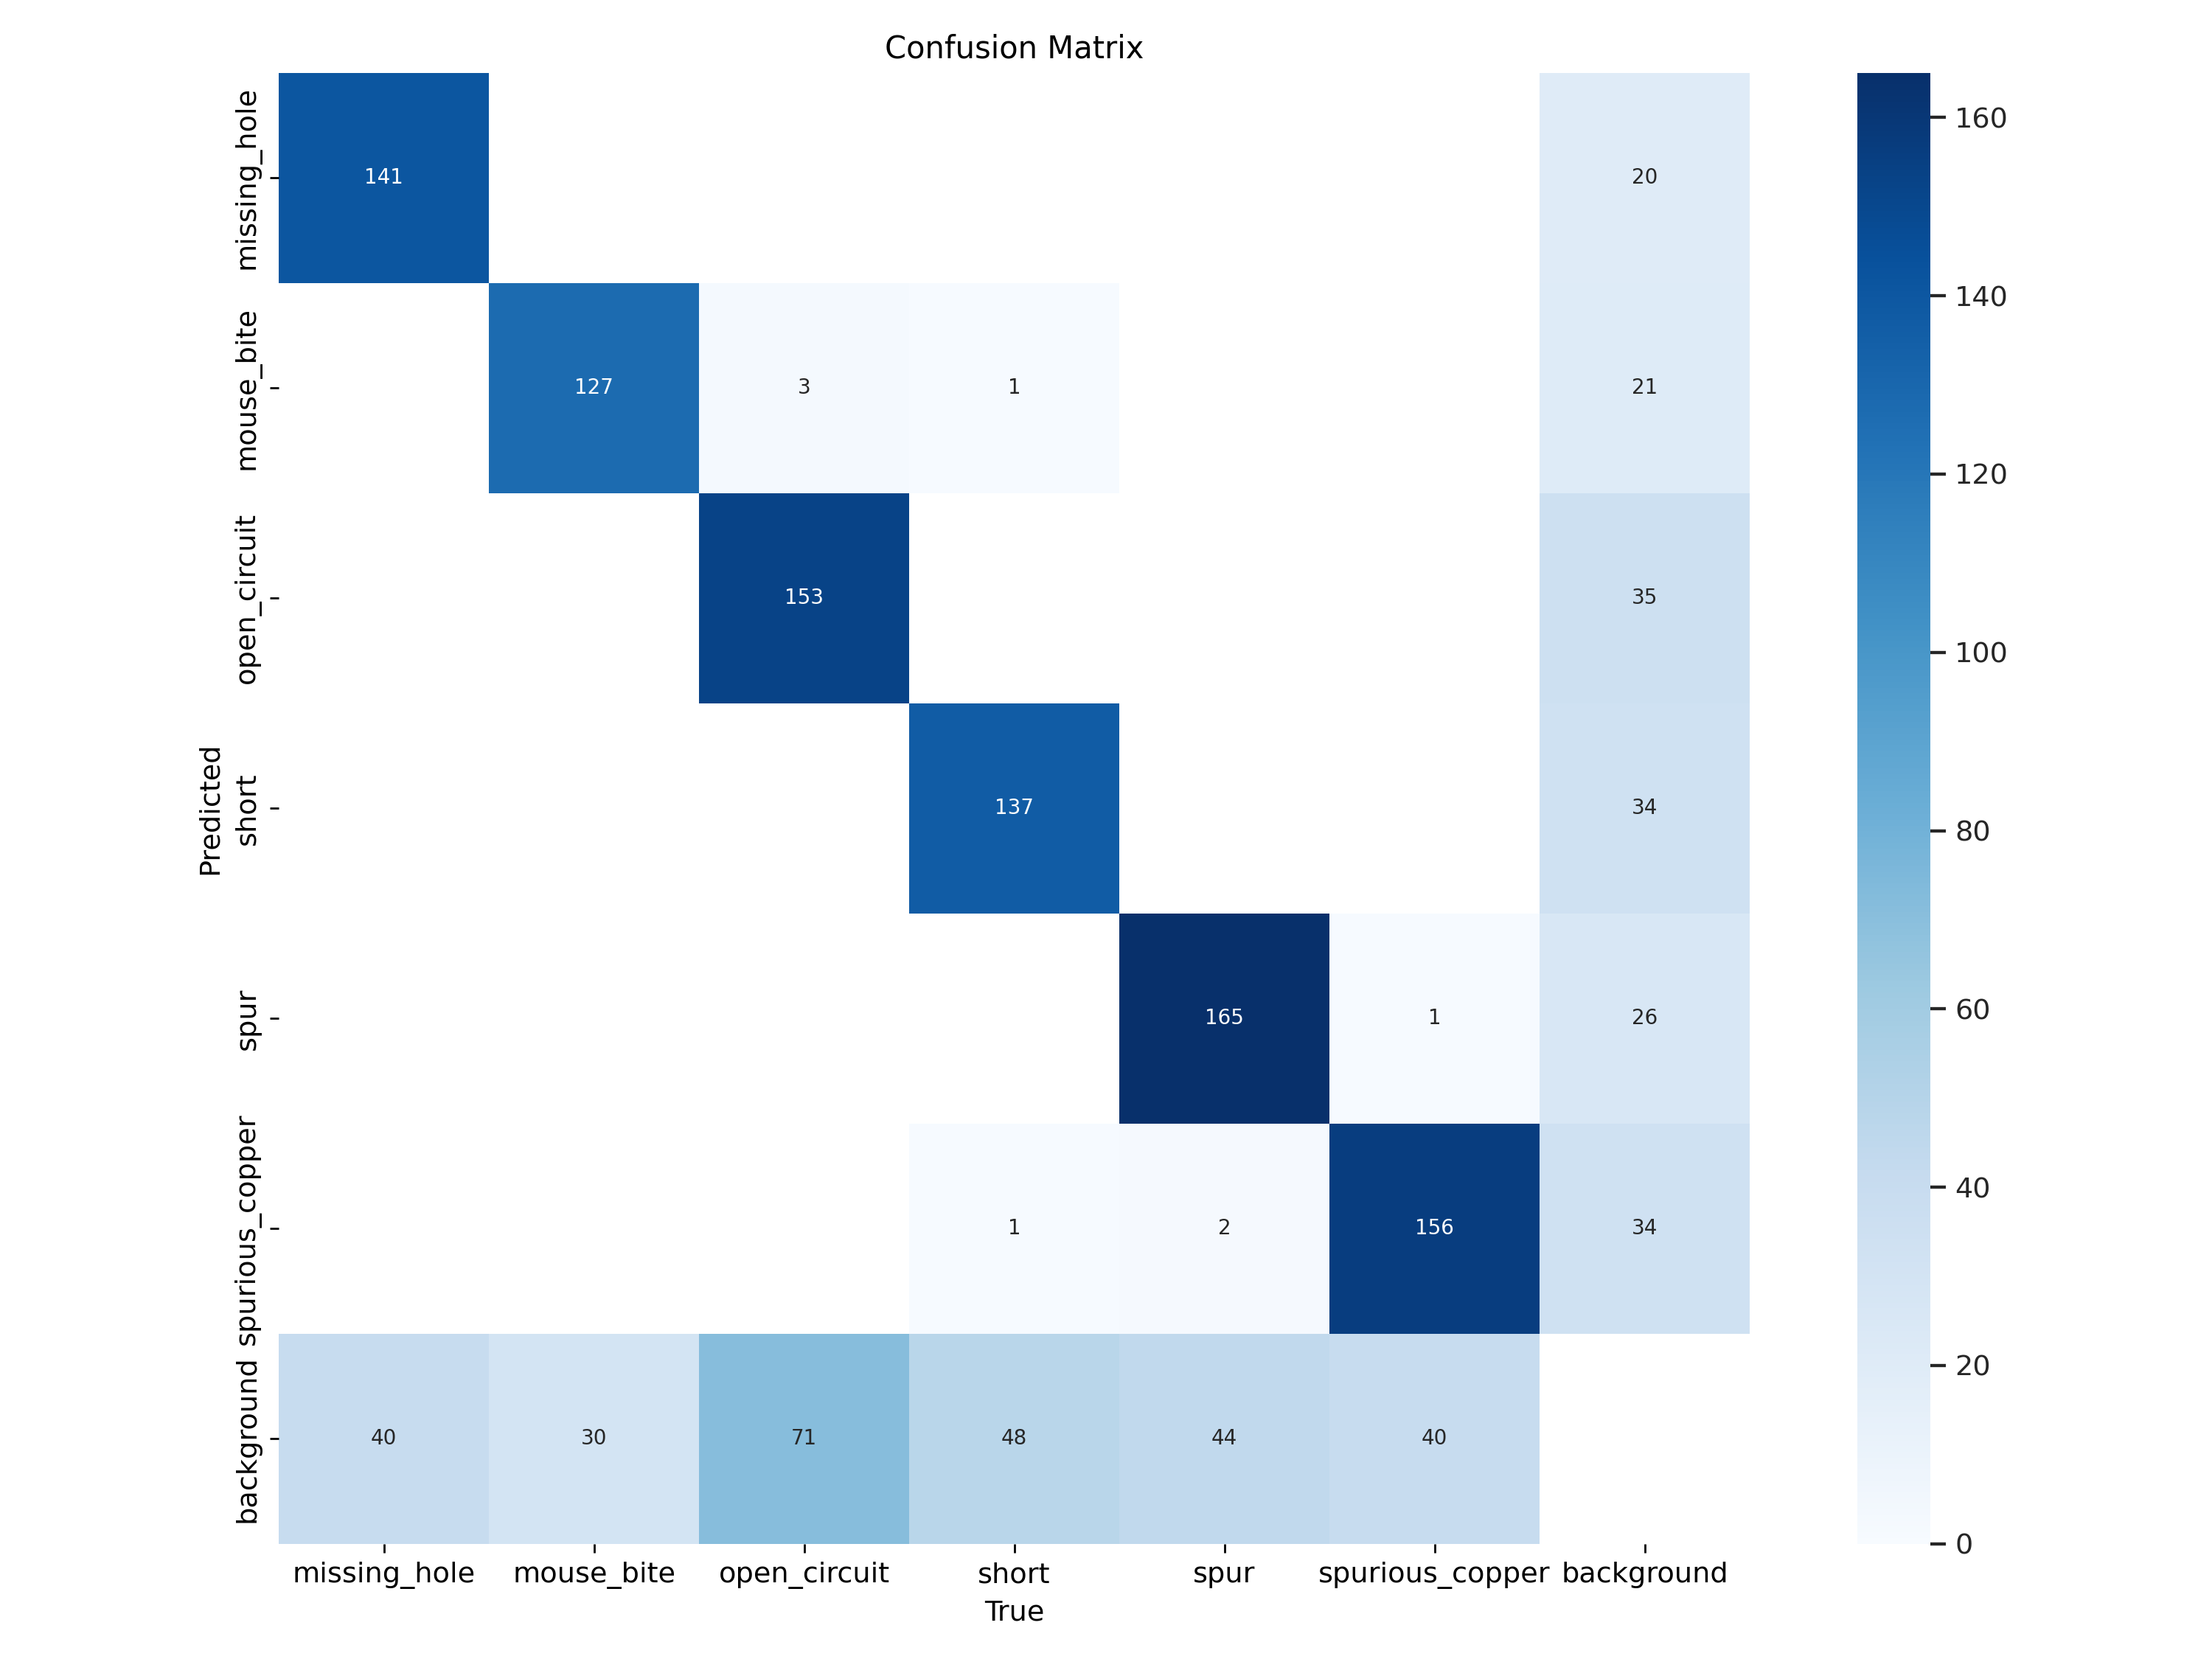 Confusion Matrix
Predicted
missing_hole
141
20
mouse_bite
127
3
1
21
open_circuit
153
35
short
137
34
spur
165
1
26
spurious_copper
1
2
156
34
background
40
30
71
48
44
40
missing_hole mouse_bite open_circuit short spur spurious_copper background
True
160
140
120
100
80
60
40
20
0